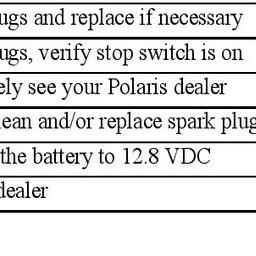 ugs and replace if necessary
ugs, verify stop switch is on
ely see your Polaris dealer
lean and/or replace spark plug
the battery to 12.8 VDC
dealer